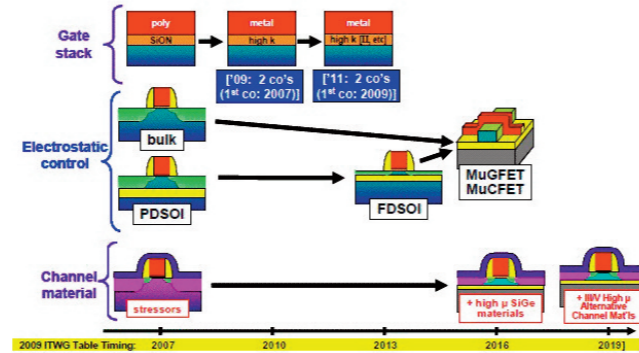 Gate
stack
poly
SiON
metal
high k
metal
high k [II, etc]
['09: 2 co's
(1st co: 2007)]
['11: 2 co's
(1st co: 2009)]
Electrostatic
control
bulk
PDSOI
FDSOI
MuGFET
MuCFET
Channel
material
stressors
+ high µ SiGe
materials
+ III/V High µ
Alternative
Channel Mat'ls
2009 ITWG Table Timing: 2007 2010 2013 2016 2019]